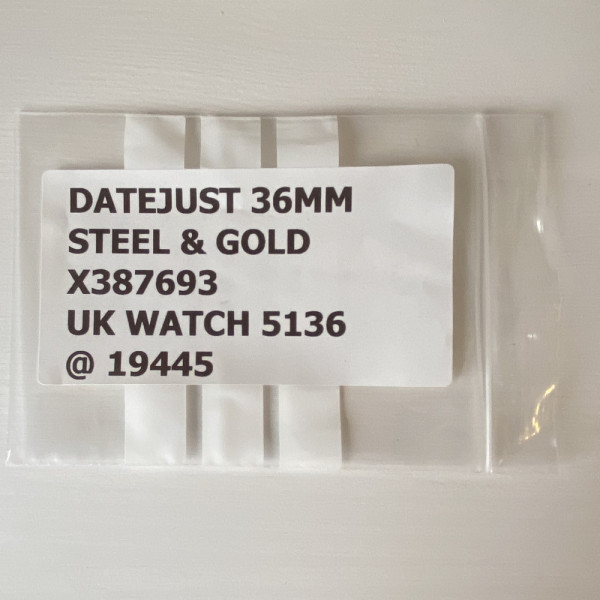 DATEJUST 36MM
STEEL & GOLD
X387693
UK WATCH 5136
@ 19445